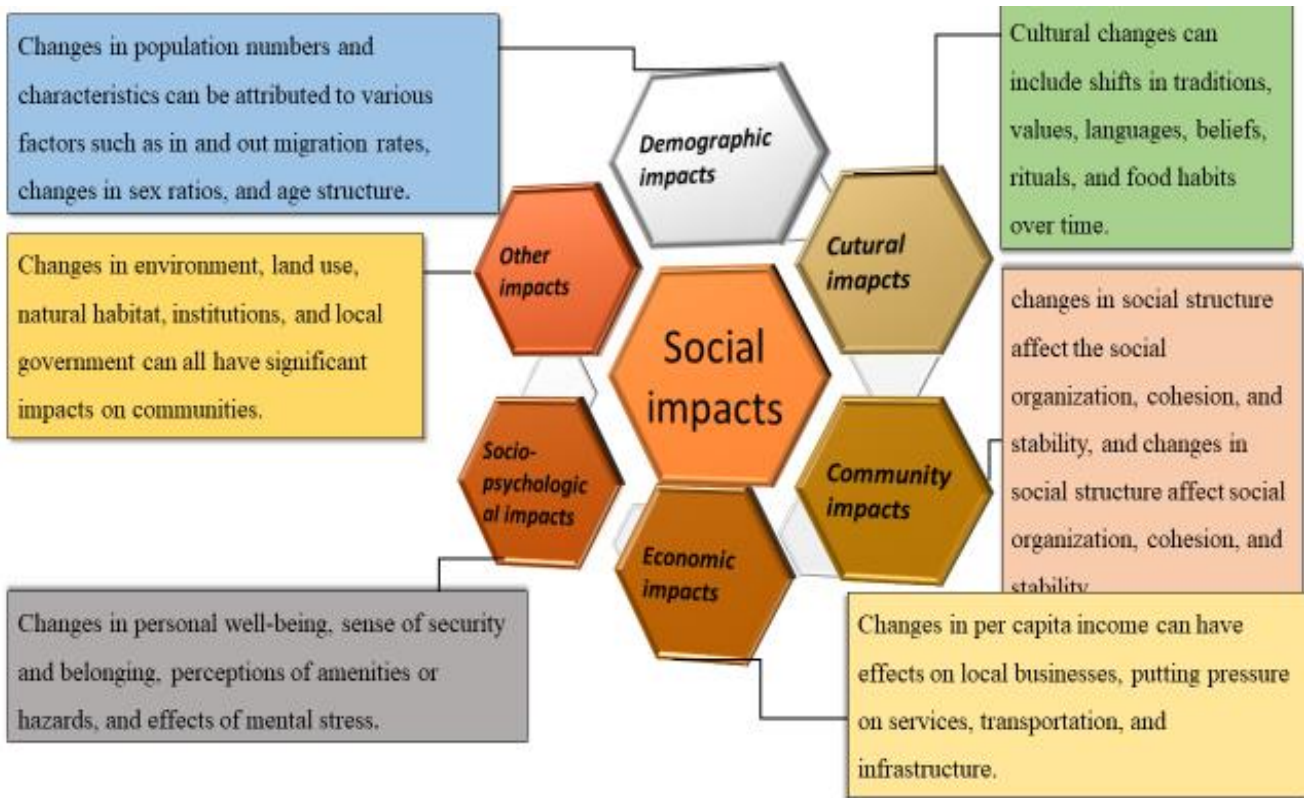 Changes in population numbers and
characteristics can be attributed to various
factors such as in and out migration rates,
changes in sex ratios, and age structure.
Demographic
impacts
Cultural changes can
include shifts in traditions,
values, languages, beliefs,
rituals, and food habits
over time.
Other
impacts
Cutural
imapcts
Changes in environment, land use,
natural habitat, institutions, and local
government can all have significant
impacts on communities.
Social
impacts
changes in social structure
affect the social
organization, cohesion, and
stability, and changes in
social structure affect social
organization, cohesion, and
stability
Socio-
psychologic
al impacts
Community
impacts
Economic
impacts
Changes in personal well-being, sense of security
and belonging, perceptions of amenities or
hazards, and effects of mental stress.
Changes in per capita income can have
effects on local businesses, putting pressure
on services, transportation, and
infrastructure.